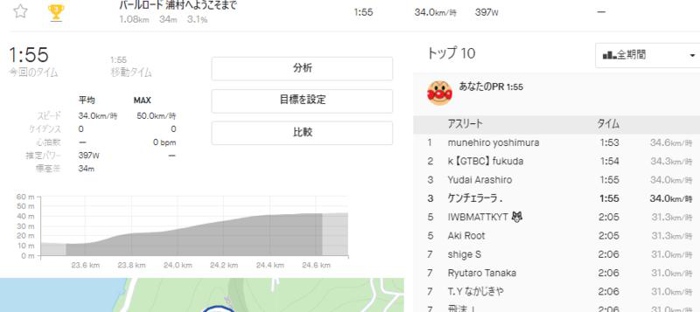 パールロード 浦村へようこそまで
1.08km 34m 3.1%
1:55 34.0km/時 397W —
1:55
今回のタイム
1:55
移動タイム
分析
目標を設定
比較
平均 MAX
スピード 34.0km/時 50.0km/時
ケイデンス 0 0
心拍数 — 0 bpm
推定パワー 397W —
標高差 34m
60 m
50 m
40 m
30 m
20 m
10 m
0 m
23.6 km 23.8 km 24.0 km 24.2 km 24.4 km 24.6 km
トップ 10
全期間
あなたのPR 1:55
アスリート タイム
1 munehiro yoshimura 1:53 34.6km/時
2 k【GTBC】fukuda 1:54 34.3km/時
3 Yudai Arashiro 1:55 34.0km/時
3 ケンチェラーラ . 1:55 34.0km/時
5 IWBMATTKYT 2:05 31.3km/時
5 Aki Root 2:05 31.3km/時
7 shige S 2:06 31.0km/時
7 Ryutaro Tanaka 2:06 31.0km/時
7 T.Y なかじきや 2:06 31.0km/時
7 2:06 31.0km/時